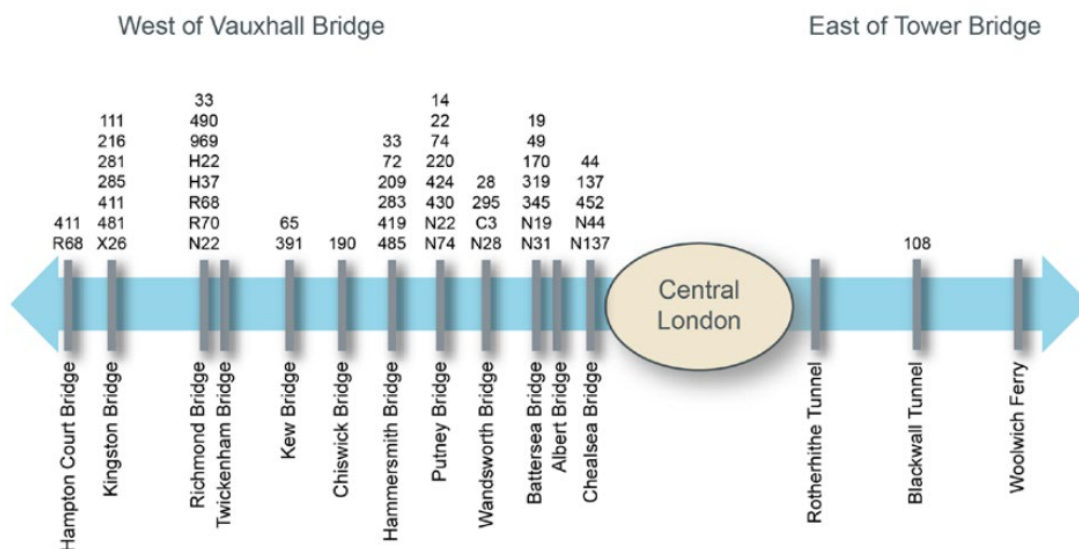 West of Vauxhall Bridge
East of Tower Bridge
411
R68
111
216
281
285
411
481
X26
33
490
969
H22
H37
R68
R70
N22
65
391
190
33
72
209
283
419
485
14
22
74
220
424
430
N22
N74
28
295
C3
N28
19
49
170
319
345
N19
N31
44
137
452
N44
N137
108
Central
London
Hampton Court Bridge
Kingston Bridge
Richmond Bridge
Twickenham Bridge
Kew Bridge
Chiswick Bridge
Hammersmith Bridge
Putney Bridge
Wandsworth Bridge
Battersea Bridge
Albert Bridge
Chealsea Bridge
Rotherhithe Tunnel
Blackwall Tunnel
Woolwich Ferry